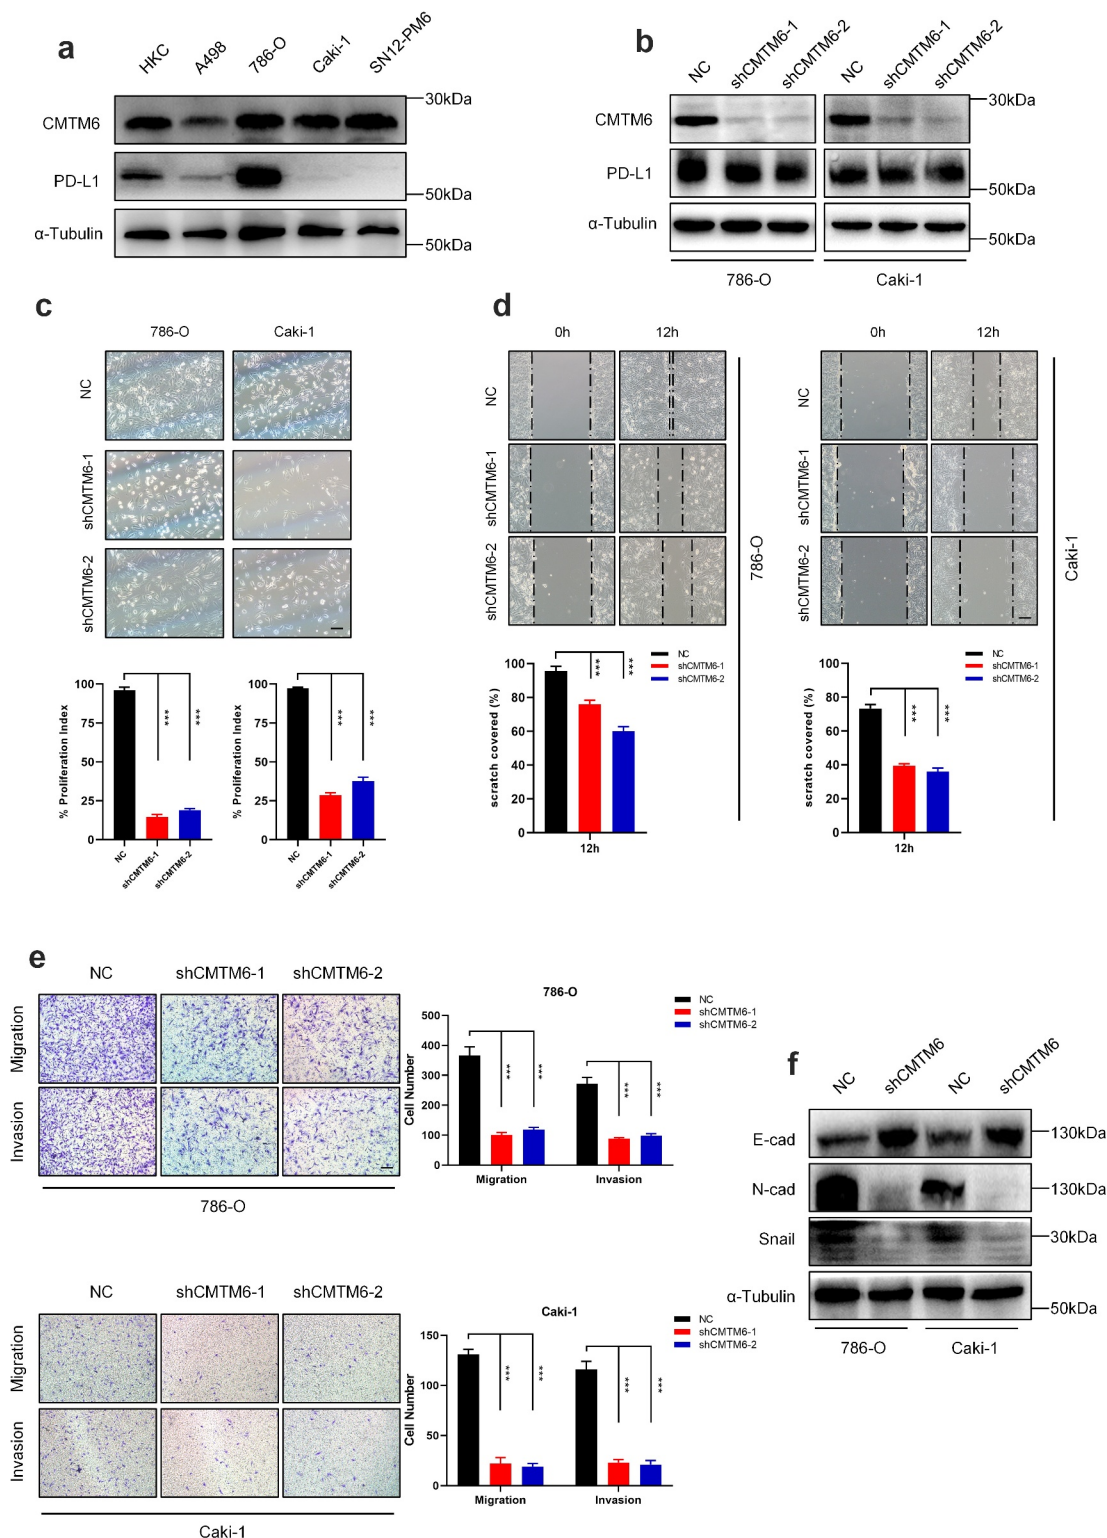 a
HKC
A498
786-O
Caki-1
SN12-PM6
CMTM6
30kDa
PD-L1
50kDa
α-Tubulin
50kDa
b
NC
shCMTM6-1
shCMTM6-2
NC
shCMTM6-1
shCMTM6-2
CMTM6
30kDa
PD-L1
50kDa
α-Tubulin
50kDa
786-O
Caki-1
c
786-O
Caki-1
NC
shCMTM6-1
shCMTM6-2
% Proliferation Index
100
75
50
25
0
***
***
NC
shCMTM6-1
shCMTM6-2
% Proliferation Index
100
75
50
25
0
***
***
NC
shCMTM6-1
shCMTM6-2
d
0h
12h
NC
shCMTM6-1
shCMTM6-2
786-O
0h
12h
NC
shCMTM6-1
shCMTM6-2
Caki-1
scratch covered (%)
100
80
60
40
20
0
***
***
12h
NC
shCMTM6-1
shCMTM6-2
scratch covered (%)
100
80
60
40
20
0
***
***
12h
NC
shCMTM6-1
shCMTM6-2
e
NC
shCMTM6-1
shCMTM6-2
Migration
Invasion
786-O
786-O
Cell Number
500
400
300
200
100
0
***
***
***
***
Migration
Invasion
NC
shCMTM6-1
shCMTM6-2
NC
shCMTM6-1
shCMTM6-2
Migration
Invasion
Caki-1
Caki-1
Cell Number
150
100
50
0
***
***
***
***
Migration
Invasion
NC
shCMTM6-1
shCMTM6-2
f
NC
shCMTM6
NC
shCMTM6
E-cad
130kDa
N-cad
130kDa
Snail
30kDa
α-Tubulin
50kDa
786-O
Caki-1